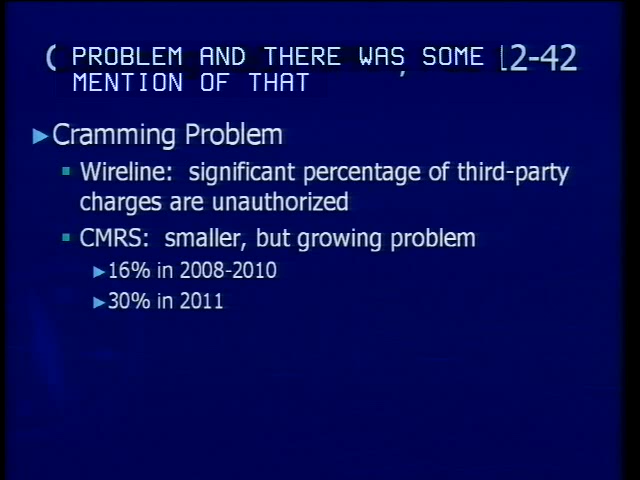 PROBLEM AND THERE WAS SOME
MENTION OF THAT
2-42
►Cramming Problem
▪ Wireline: significant percentage of third-party
charges are unauthorized
▪ CMRS: smaller, but growing problem
►16% in 2008-2010
►30% in 2011